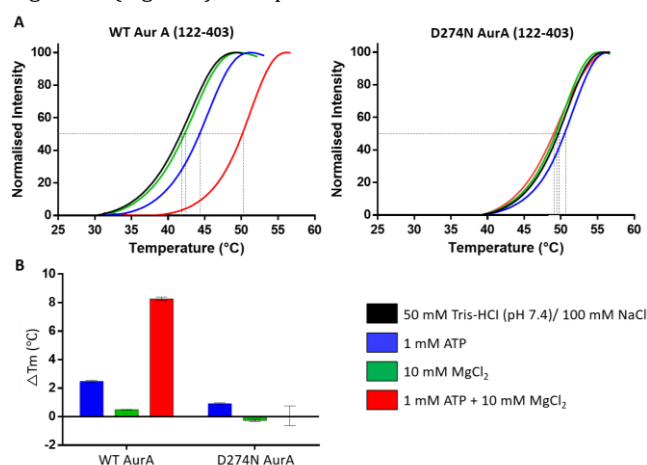 A
WT Aur A (122-403)
D274N AurA (122-403)
Normalised Intensity
100
80
60
40
20
0
25 30 35 40 45 50 55 60
Temperature (°C)
Normalised Intensity
100
80
60
40
20
0
25 30 35 40 45 50 55 60
Temperature (°C)
B
△Tm (°C)
10
8
6
4
2
0
-2
WT AurA
D274N AurA
50 mM Tris-HCl (pH 7.4)/ 100 mM NaCl
1 mM ATP
10 mM MgCl₂
1 mM ATP + 10 mM MgCl₂